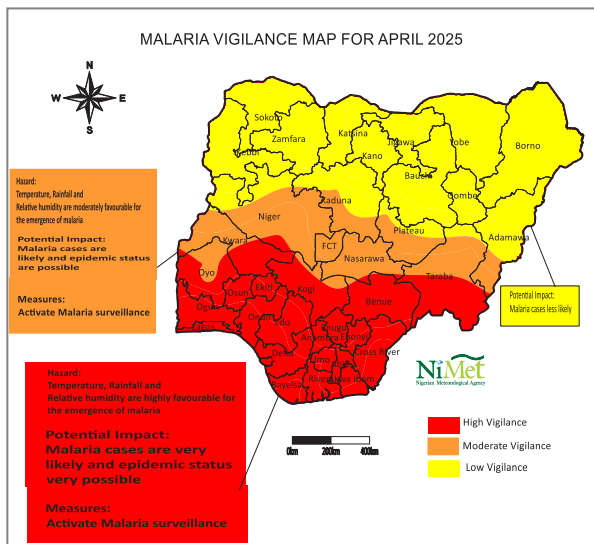 MALARIA VIGILANCE MAP FOR APRIL 2025
N
W
E
S
Sokoto
Zamfara
Katsina
Kano
Jigawa
Yobe
Borno
Kebbi
Bauchi
Gombe
Kaduna
Adamawa
Niger
Plateau
Kwara
FCT
Nasarawa
Taraba
Oyo
Osun
Ekiti
Kogi
Benue
Ogun
Ondo
Edo
Enugu
Anambra
Ebonyi
Delta
Imo
Cross River
Bayelsa
Rivers
Hazard:
Temperature, Rainfall and
Relative humidity are moderately favourable for
the emergence of malaria
Potential Impact:
Malaria cases are
likely and epidemic status
are possible
Measures:
Activate Malaria surveillance
Potential Impact:
Malaria cases less likely
Hazard:
Temperature, Rainfall and
Relative humidity are highly favourable for
the emergence of malaria
Potential Impact:
Malaria cases are very
likely and epidemic status
very possible
Measures:
Activate Malaria surveillance
NiMet
Nigerian Meteorological Agency
0km
200km
400km
High Vigilance
Moderate Vigilance
Low Vigilance